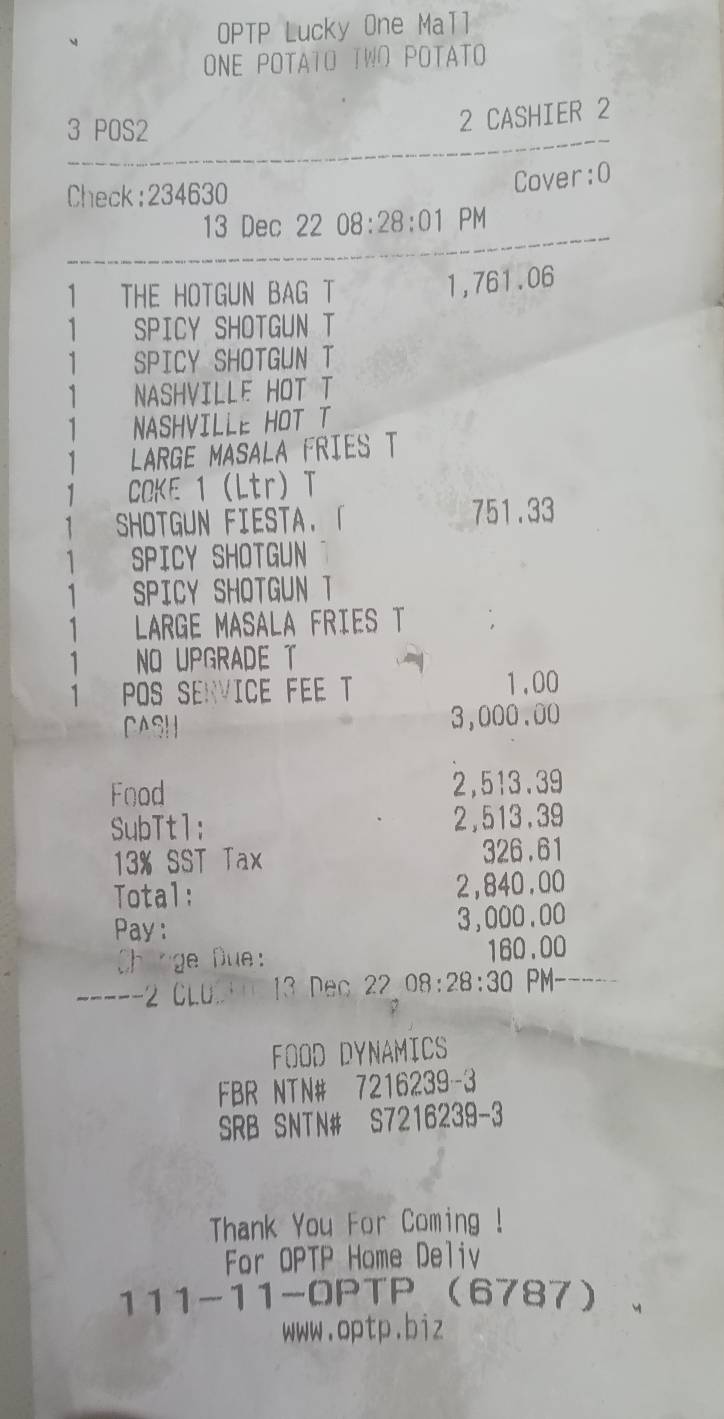 OPTP Lucky One Mall
ONE POTATO TWO POTATO
3 POS2 2 CASHIER 2
Check:234630 Cover:0
13 Dec 22 08:28:01 PM
1 THE HOTGUN BAG T 1,761.06
1 SPICY SHOTGUN T
1 SPICY SHOTGUN T
1 NASHVILLE HOT T
1 NASHVILLE HOT T
1 LARGE MASALA FRIES T
1 COKE 1 (Ltr) T
1 SHOTGUN FIESTA. T 751.33
1 SPICY SHOTGUN T
1 SPICY SHOTGUN T
1 LARGE MASALA FRIES T
1 NO UPGRADE T
1 POS SERVICE FEE T 1.00
CASH 3,000.00
Food 2,513.39
SubTtl: 2,513.39
13% SST Tax 326.61
Total: 2,840.00
Pay: 3,000.00
Change Due: 160.00
-----2 13 Dec 22 08:28:30 PM-----
FOOD DYNAMICS
FBR NTN# 7216239-3
SRB SNTN# S7216239-3
Thank You For Coming !
For OPTP Home Deliv
111-11-OPTP (6787)
www.optp.biz